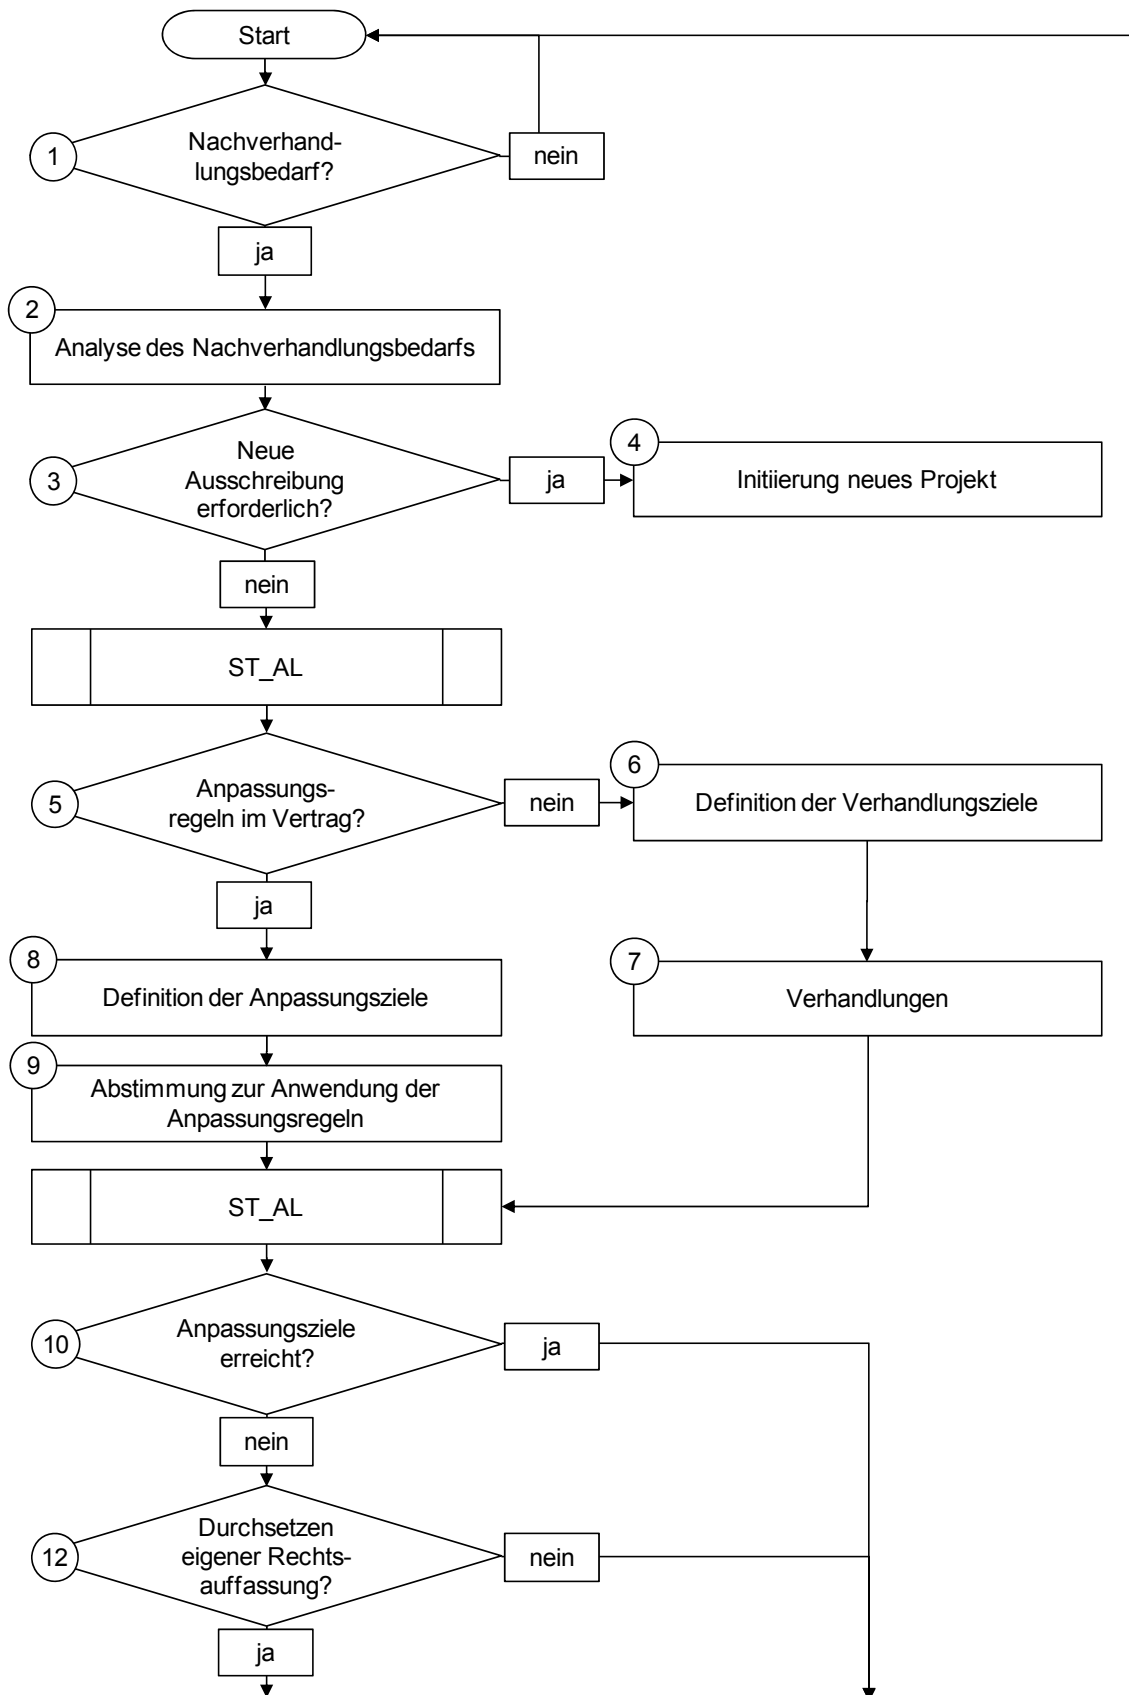 Start
1
Nachverhand-
lungsbedarf?
nein
ja
2
Analyse des Nachverhandlungsbedarfs
3
Neue
Ausschreibung
erforderlich?
ja
4
Initiierung neues Projekt
nein
ST_AL
5
Anpassungs-
regeln im Vertrag?
nein
6
Definition der Verhandlungsziele
ja
7
Verhandlungen
8
Definition der Anpassungsziele
9
Abstimmung zur Anwendung der
Anpassungsregeln
ST_AL
10
Anpassungsziele
erreicht?
ja
nein
12
Durchsetzen
eigener Rechts-
auffassung?
nein
ja